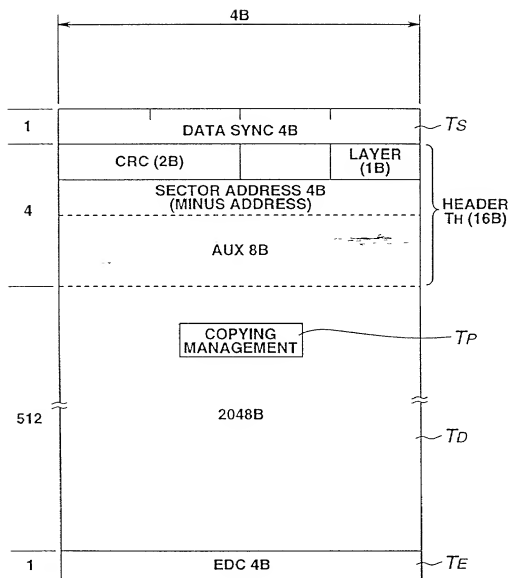 4B
1
DATA SYNC 4B
TS
CRC (2B)
LAYER
(1B)
4
SECTOR ADDRESS 4B
(MINUS ADDRESS)
HEADER
TH (16B)
AUX 8B
COPYING
MANAGEMENT
TP
512
2048B
TD
1
EDC 4B
TE